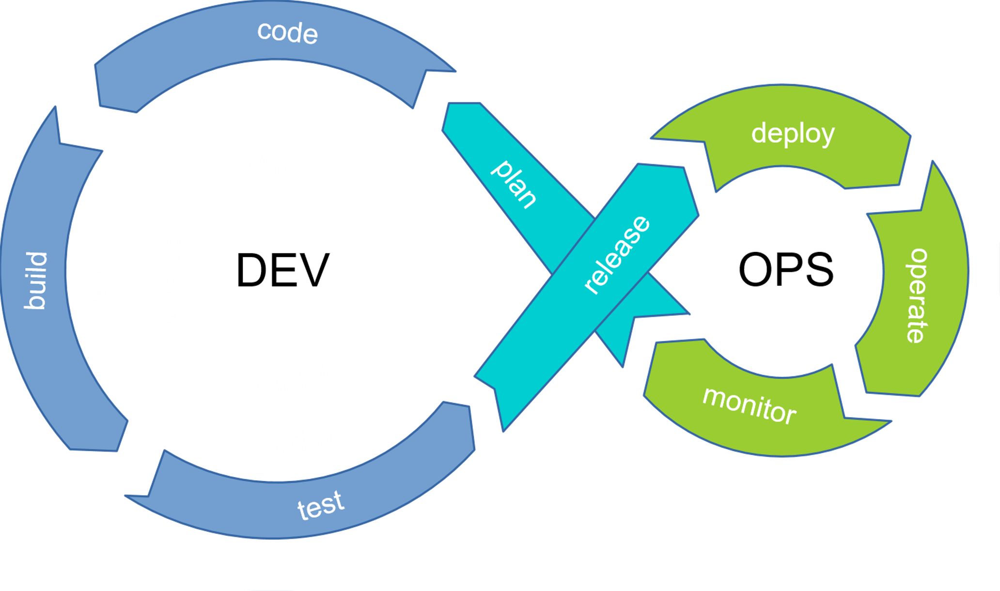 code
build
DEV
test
plan
release
deploy
OPS
operate
monitor